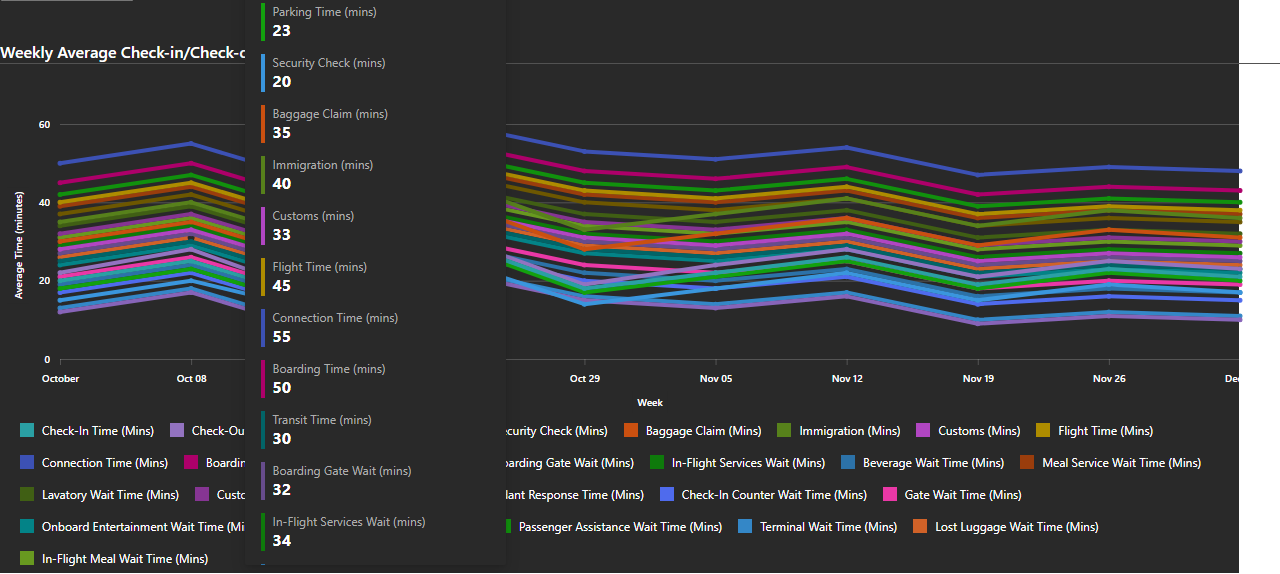 Parking Time (mins)
23
Weekly Average Check-in/Check-o
Security Check (mins)
20
Baggage Claim (mins)
35
Immigration (mins)
40
Customs (mins)
33
Flight Time (mins)
45
Connection Time (mins)
55
Boarding Time (mins)
50
Transit Time (mins)
30
Boarding Gate Wait (mins)
32
In-Flight Services Wait (mins)
34
Average Time (minutes)
60
40
20
0
October Oct 08 Oct 29 Nov 05 Nov 12 Nov 19 Nov 26 Dec
Week
Check-In Time (Mins) Check-Ou ecurity Check (Mins) Baggage Claim (Mins) Immigration (Mins) Customs (Mins) Flight Time (Mins)
Connection Time (Mins) Boardin oarding Gate Wait (Mins) In-Flight Services Wait (Mins) Beverage Wait Time (Mins) Meal Service Wait Time (Mins)
Lavatory Wait Time (Mins) Custo dant Response Time (Mins) Check-In Counter Wait Time (Mins) Gate Wait Time (Mins)
Onboard Entertainment Wait Time (Mi Passenger Assistance Wait Time (Mins) Terminal Wait Time (Mins) Lost Luggage Wait Time (Mins)
In-Flight Meal Wait Time (Mins)